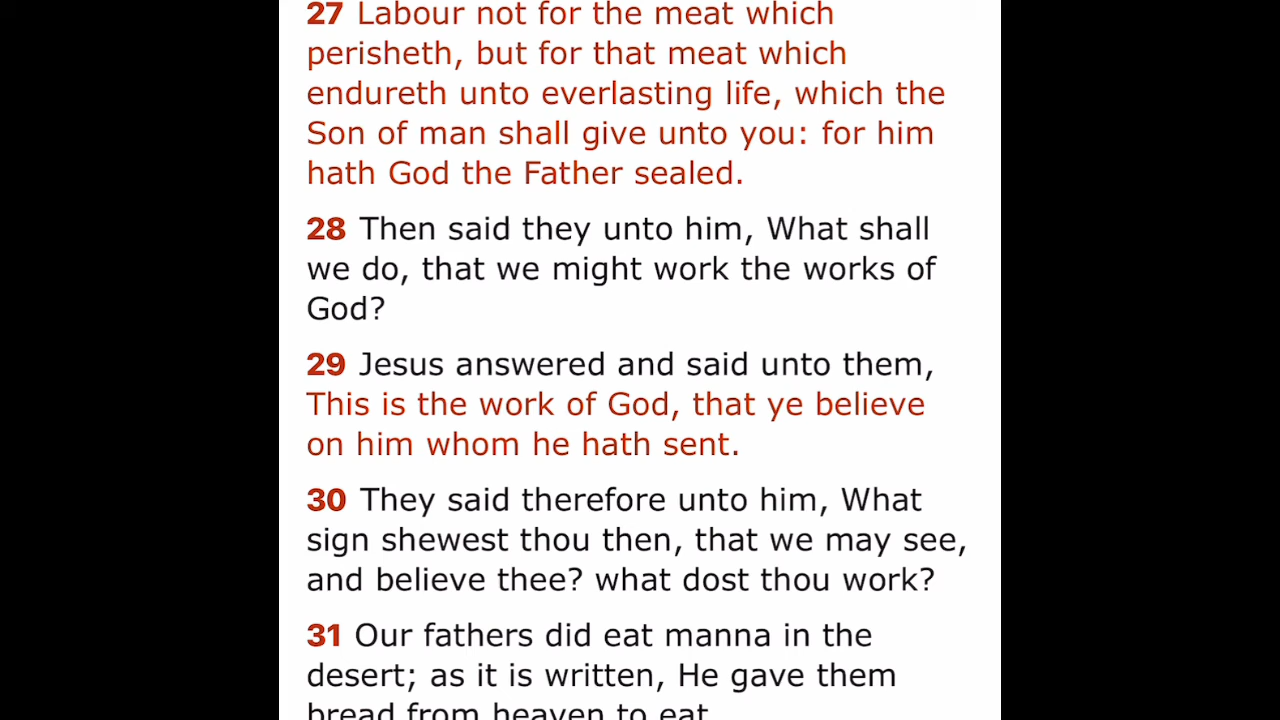 27 Labour not for the meat which
perisheth, but for that meat which
endureth unto everlasting life, which the
Son of man shall give unto you: for him
hath God the Father sealed.
28 Then said they unto him, What shall
we do, that we might work the works of
God?
29 Jesus answered and said unto them,
This is the work of God, that ye believe
on him whom he hath sent.
30 They said therefore unto him, What
sign shewest thou then, that we may see,
and believe thee? what dost thou work?
31 Our fathers did eat manna in the
desert; as it is written, He gave them
bread from heaven to eat